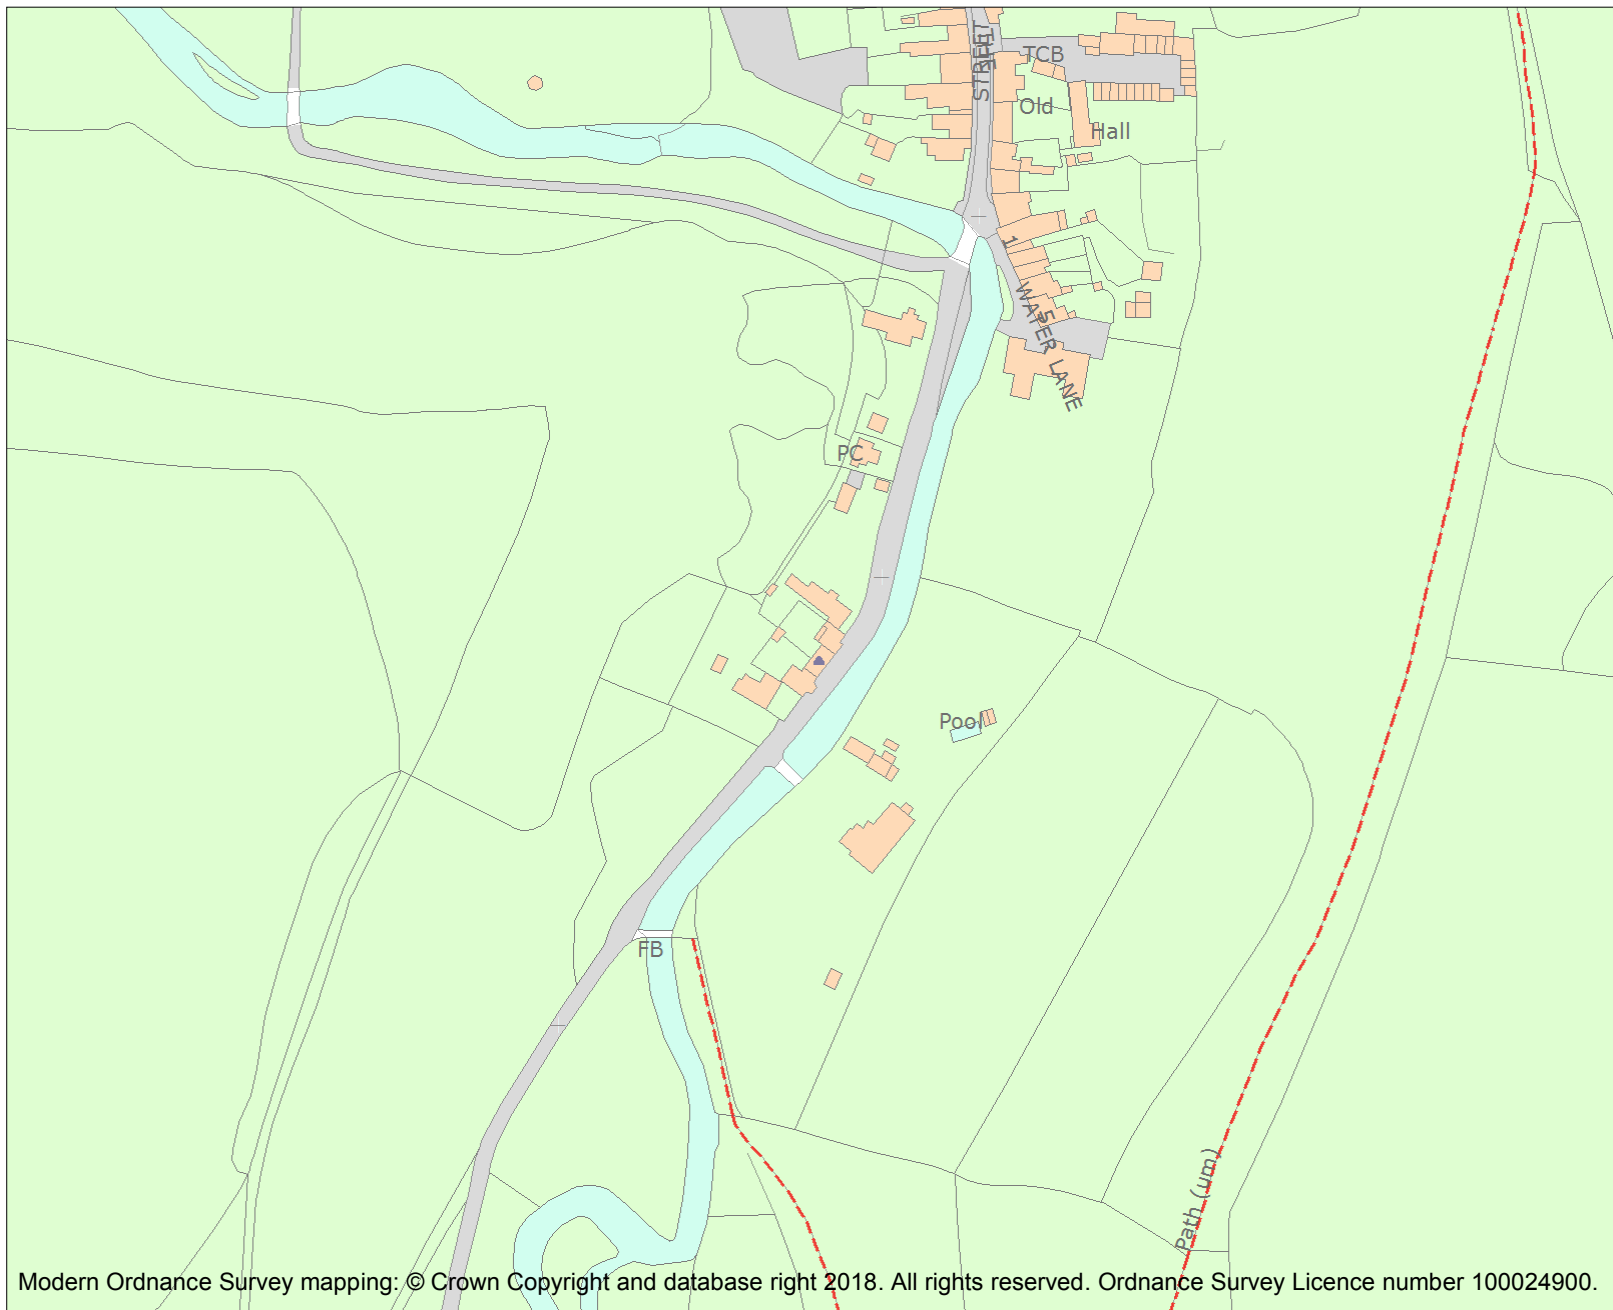 STREET
TCB
Old
Hall
1
WATER LANE
5
PC
Pool
FB
Path (um)
Modern Ordnance Survey mapping: © Crown Copyright and database right 2018. All rights reserved. Ordnance Survey Licence number 100024900.